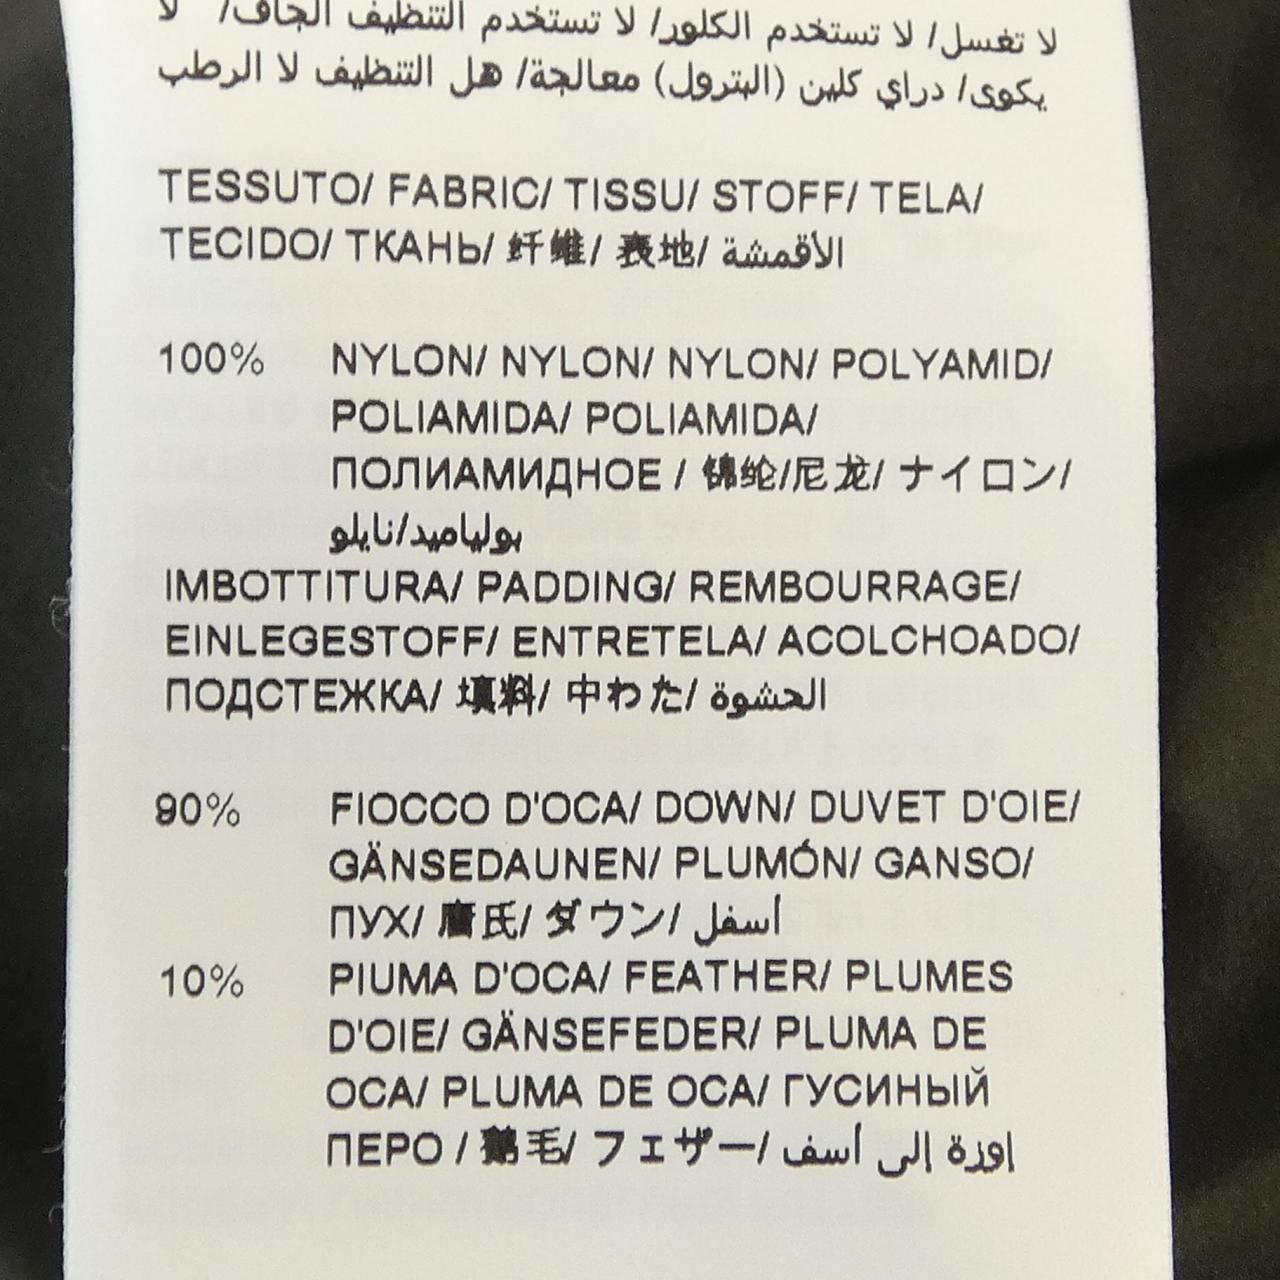 لا تغسل/ لا تستخدم الكلور/ لا تستخدم التنظيف الجاف/ لا
يكوى/ دراي كلين (البترول) معالجة/ هل التنظيف لا الرطب
TESSUTO/ FABRIC/ TISSU/ STOFF/ TELA/
TECIDO/ ТКАНЬ/ 纤维/ 表地/ الأقمشة
100% NYLON/ NYLON/ NYLON/ POLYAMID/
POLIAMIDA/ POLIAMIDA/
ПОЛИАМИДНОЕ / 锦纶/尼龙/ ナイロン/
بولياميد/نايلو
IMBOTTITURA/ PADDING/ REMBOURRAGE/
EINLEGESTOFF/ ENTRETELA/ ACOLCHOADO/
ПОДСТЕЖКА/ 填料/ 中わた/ الحشوة
90% FIOCCO D'OCA/ DOWN/ DUVET D'OIE/
GÄNSEDAUNEN/ PLUMÓN/ GANSO/
ПУХ/ 氏/ ダウン/ أسفل
10% PIUMA D'OCA/ FEATHER/ PLUMES
D'OIE/ GÄNSEFEDER/ PLUMA DE
OCA/ PLUMA DE OCA/ ГУСИНЫЙ
ПЕРО / 鹅毛/ フェザー/ اوزة إلى أسف